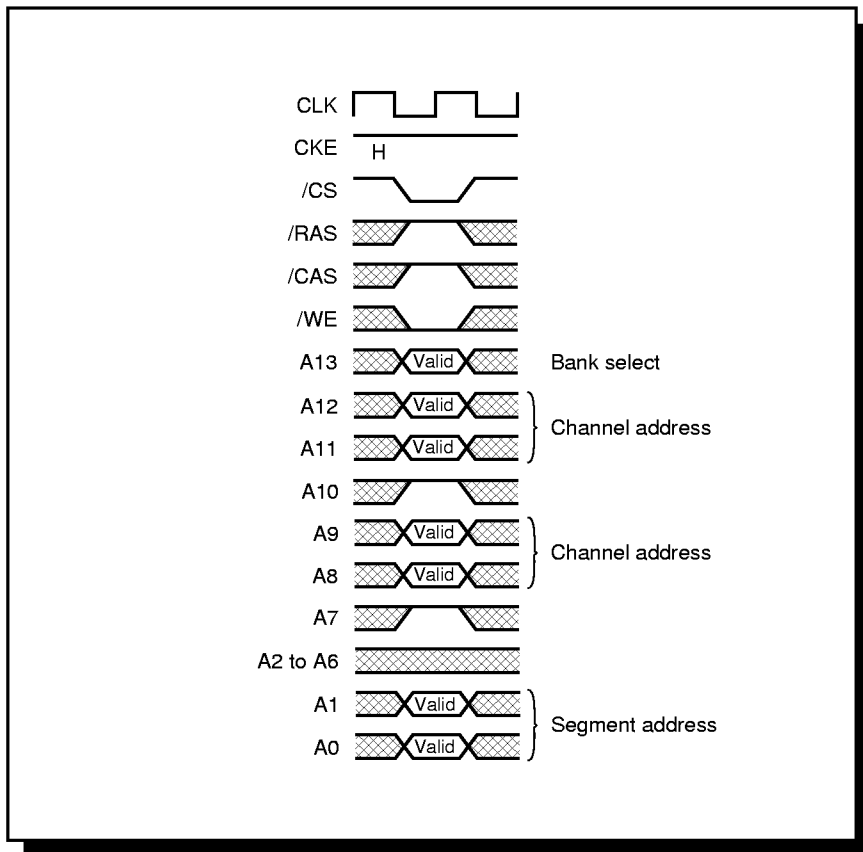 CLK
CKE
H
/CS
/RAS
/CAS
/WE
A13 Valid Bank select
A12 Valid
Channel address
A11 Valid
A10
A9 Valid
Channel address
A8 Valid
A7
A2 to A6
A1 Valid
Segment address
A0 Valid